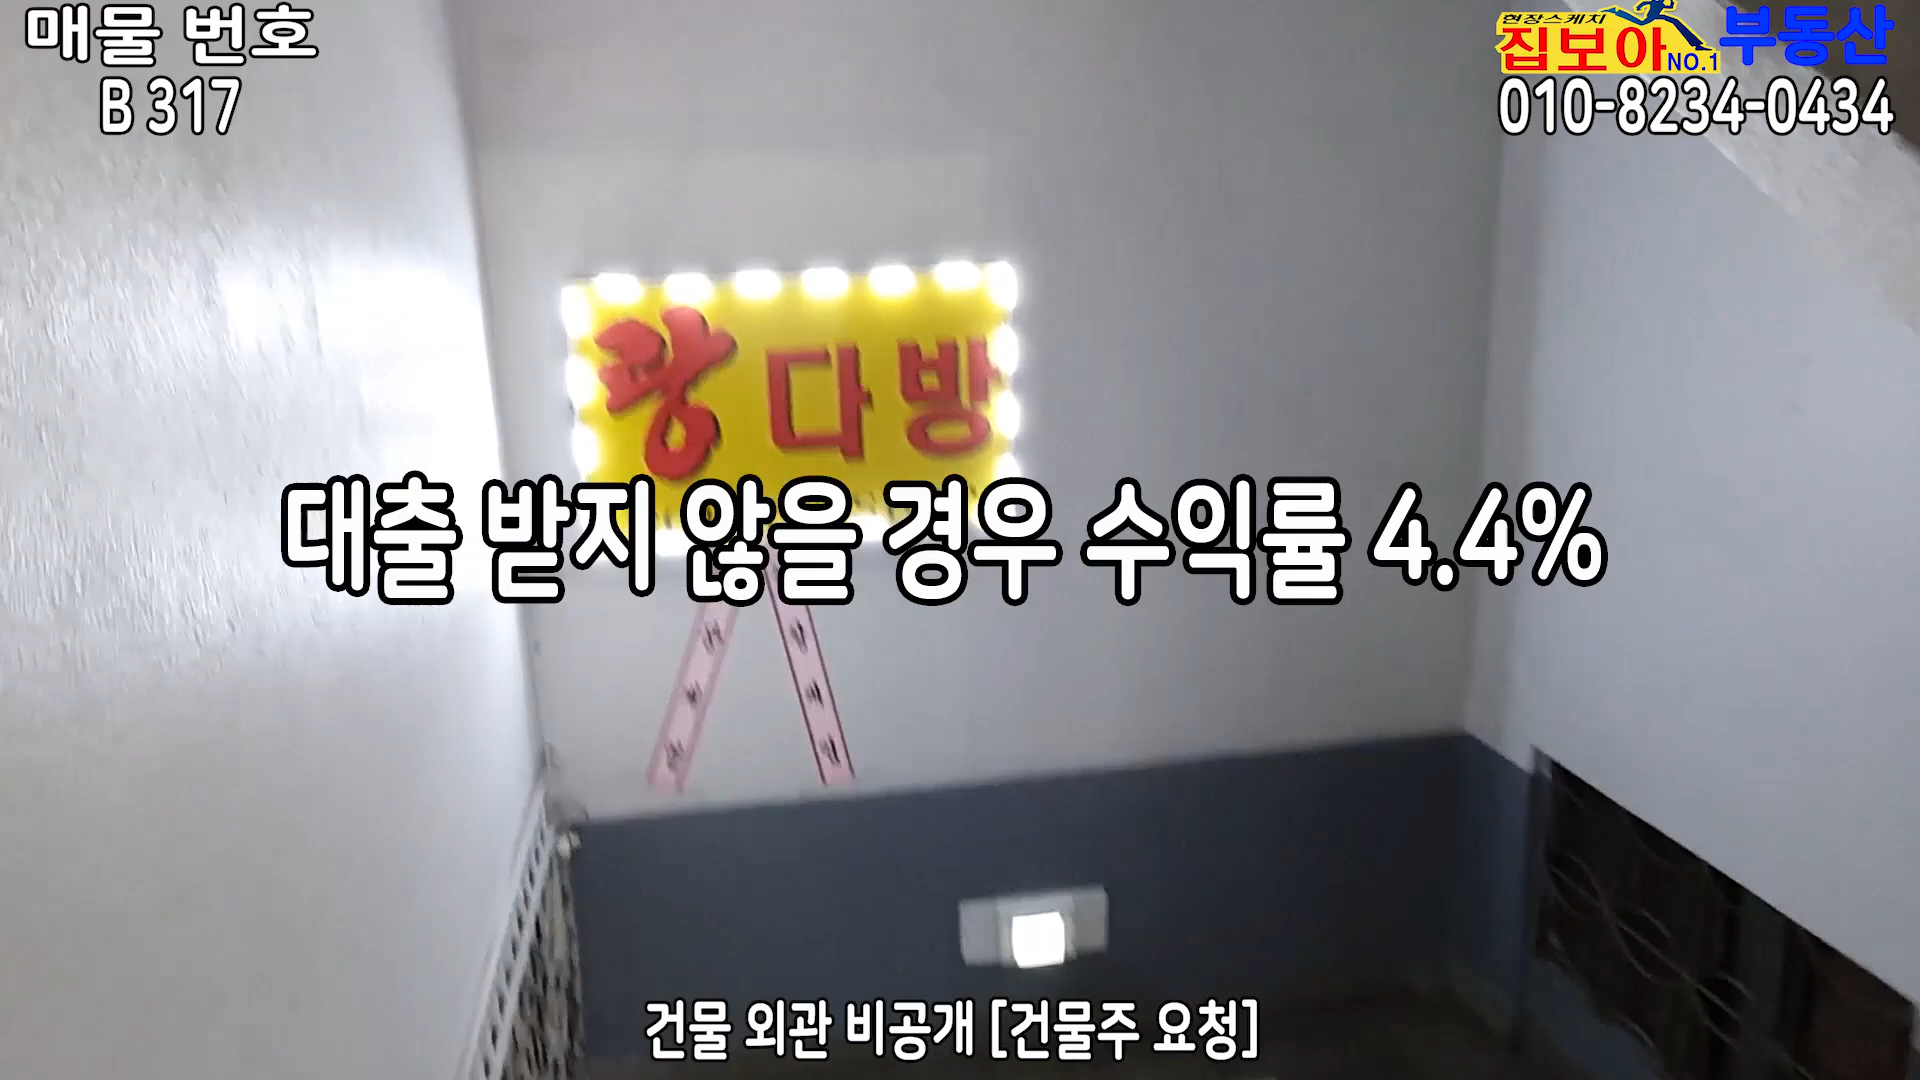 매물 번호
B 317
현장스케치
집보아 NO.1 부동산
010-8234-0434
랑 다방
대출 받지 않을 경우 수익률 4.4%
건물 외관 비공개 [건물주 요청]